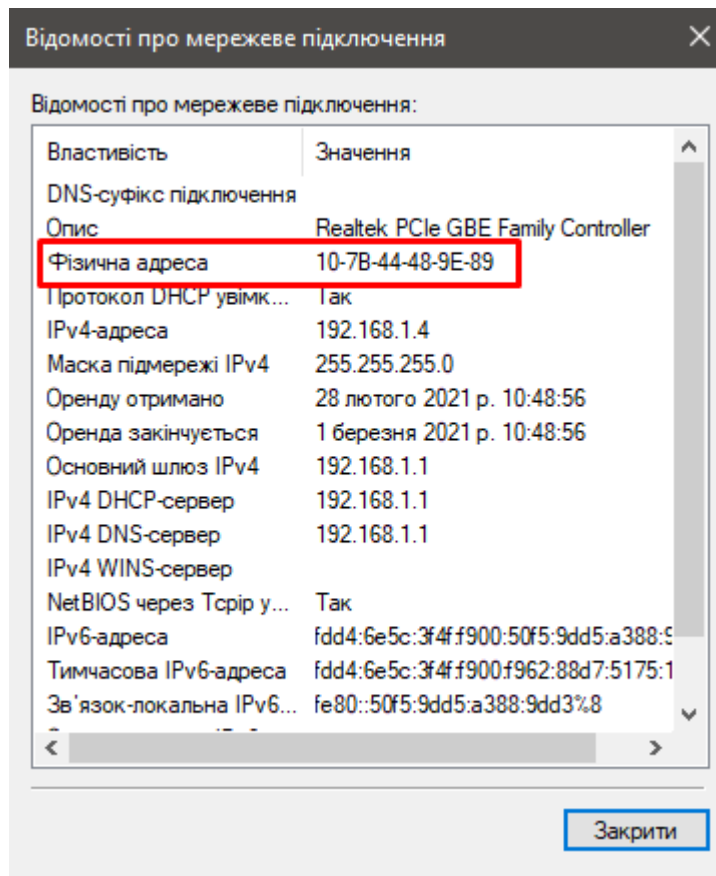 Відомості про мережеве підключення
Відомості про мережеве підключення:
Властивість Значення
DNS-суфікс підключення
Опис Realtek PCIe GBE Family Controller
Фізична адреса 10-7B-44-48-9E-89
Протокол DHCP увімк... Так
IPv4-адреса 192.168.1.4
Маска підмережі IPv4 255.255.255.0
Оренду отримано 28 лютого 2021 р. 10:48:56
Оренда закінчується 1 березня 2021 р. 10:48:56
Основний шлюз IPv4 192.168.1.1
IPv4 DHCP-сервер 192.168.1.1
IPv4 DNS-сервер 192.168.1.1
IPv4 WINS-сервер
NetBIOS через Tcpip у... Так
IPv6-адреса fdd4:6e5c:3f4f:f900:50f5:9dd5:a388:9
Тимчасова IPv6-адреса fdd4:6e5c:3f4f:f900:f962:88d7:5175:1
Зв'язок-локальна IPv6... fe80::50f5:9dd5:a388:9dd3%8
Закрити